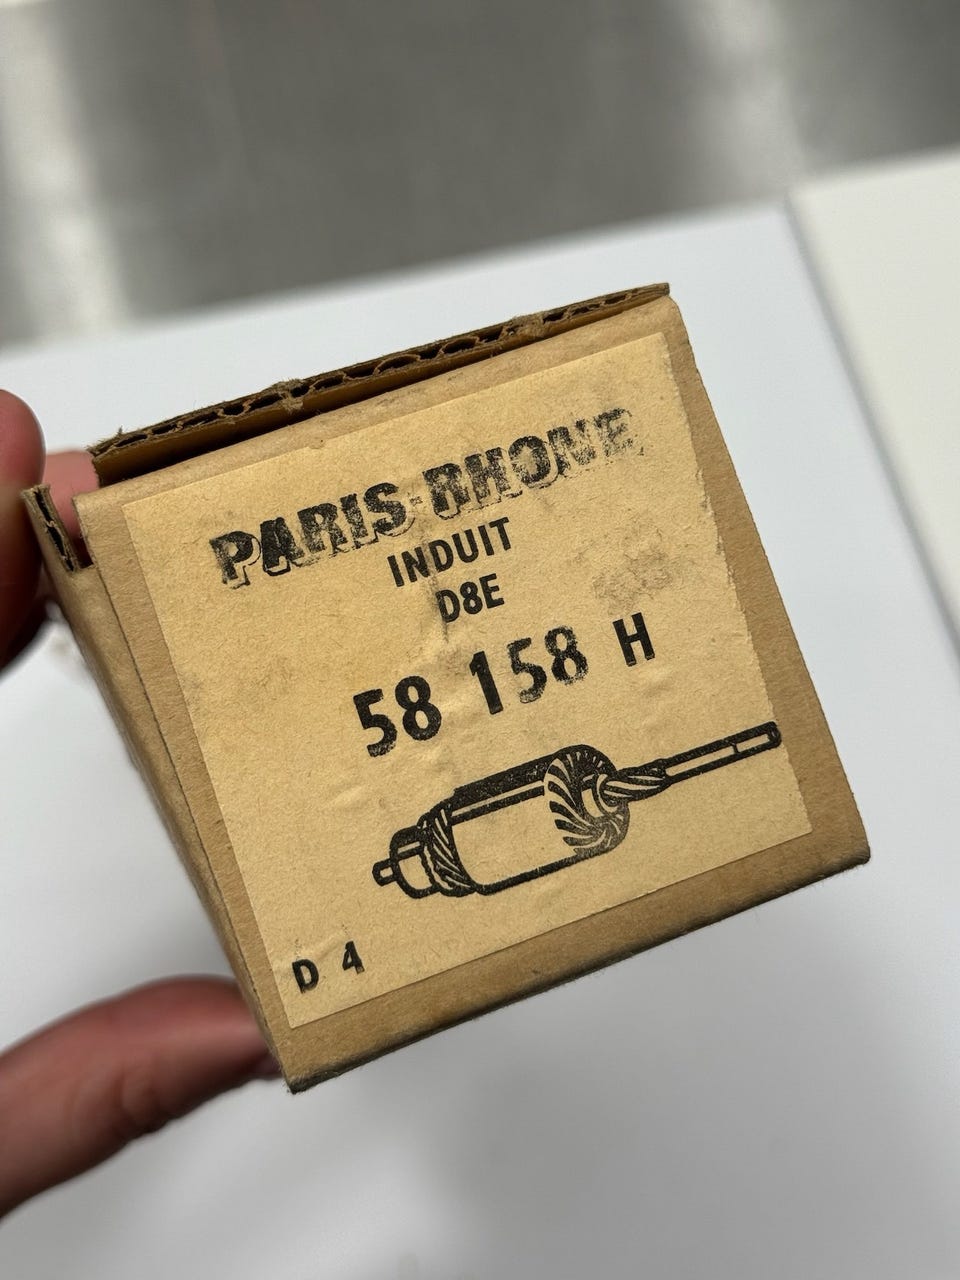 PARIS-RHONE
INDUIT
D8E
58 158 H
D 4